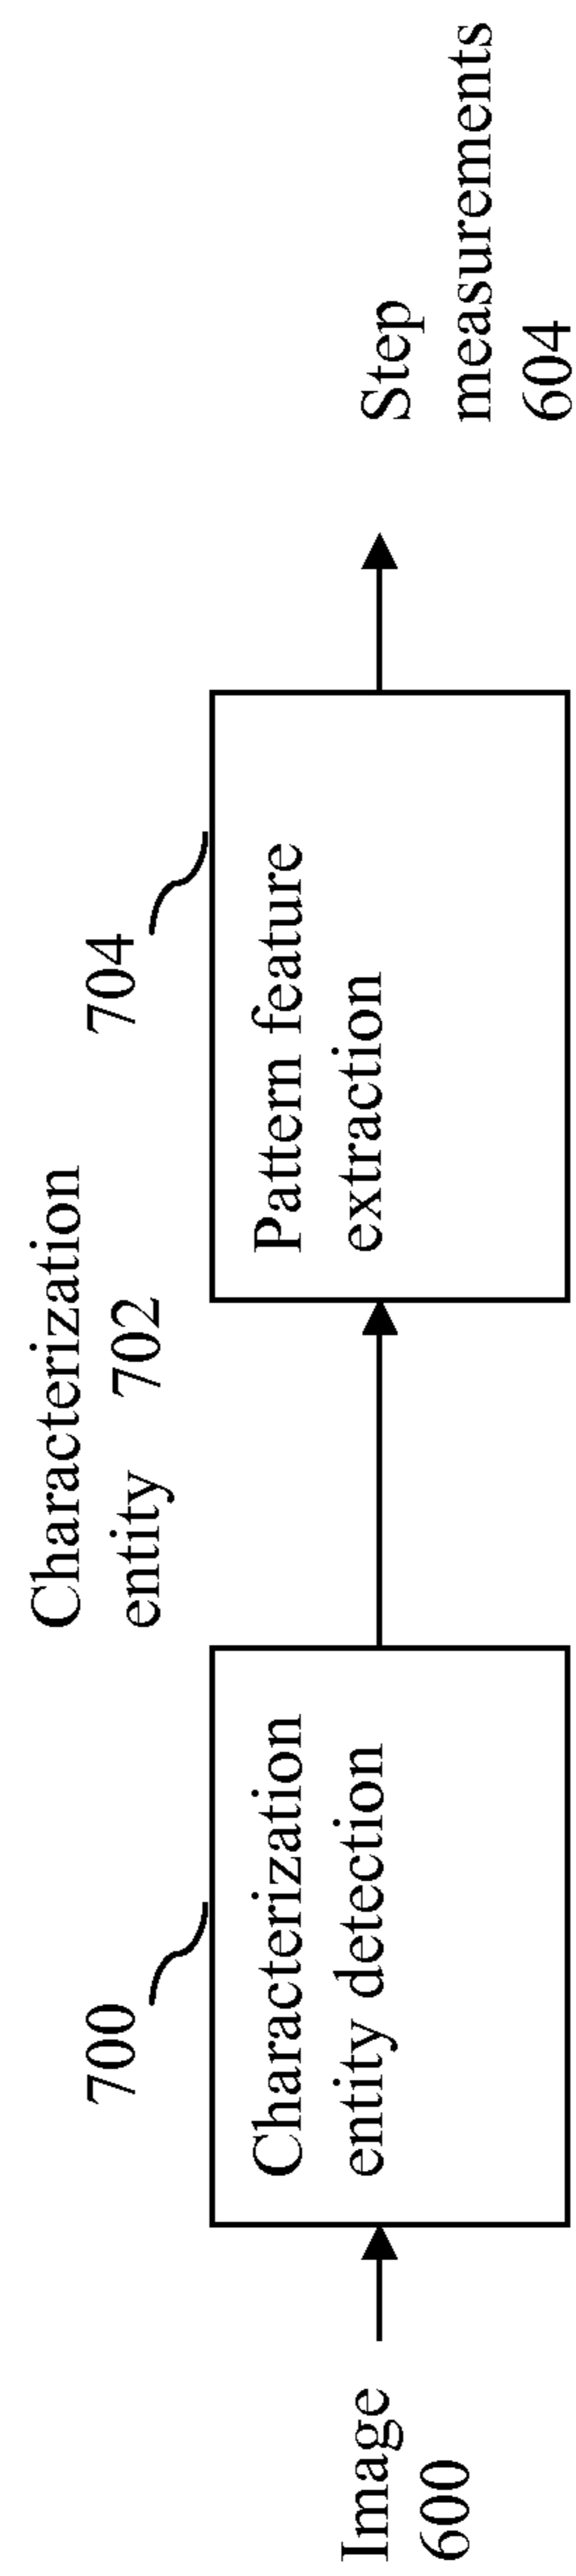 Image
600
700
Characterization
entity detection
Characterization
entity 702
704
Pattern feature
extraction
Step
measurements
604